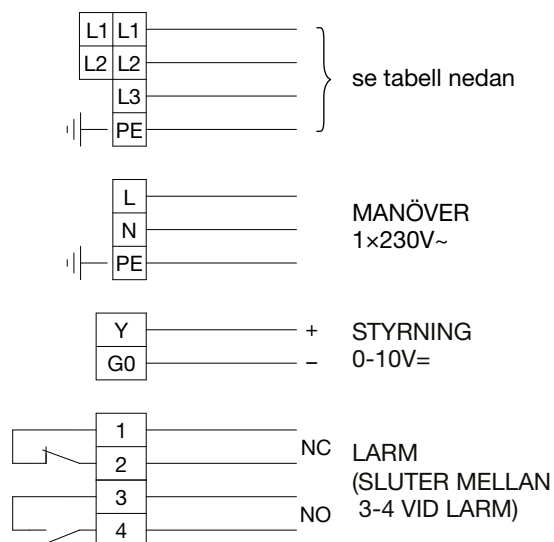 L1 L1
L2 L2
L3
PE
se tabell nedan
L
N
PE
MANÖVER
1×230V~
Y +
G0 –
STYRNING
0-10V=
1
2
NC
3
4
NO
LARM
(SLUTER MELLAN
3-4 VID LARM)